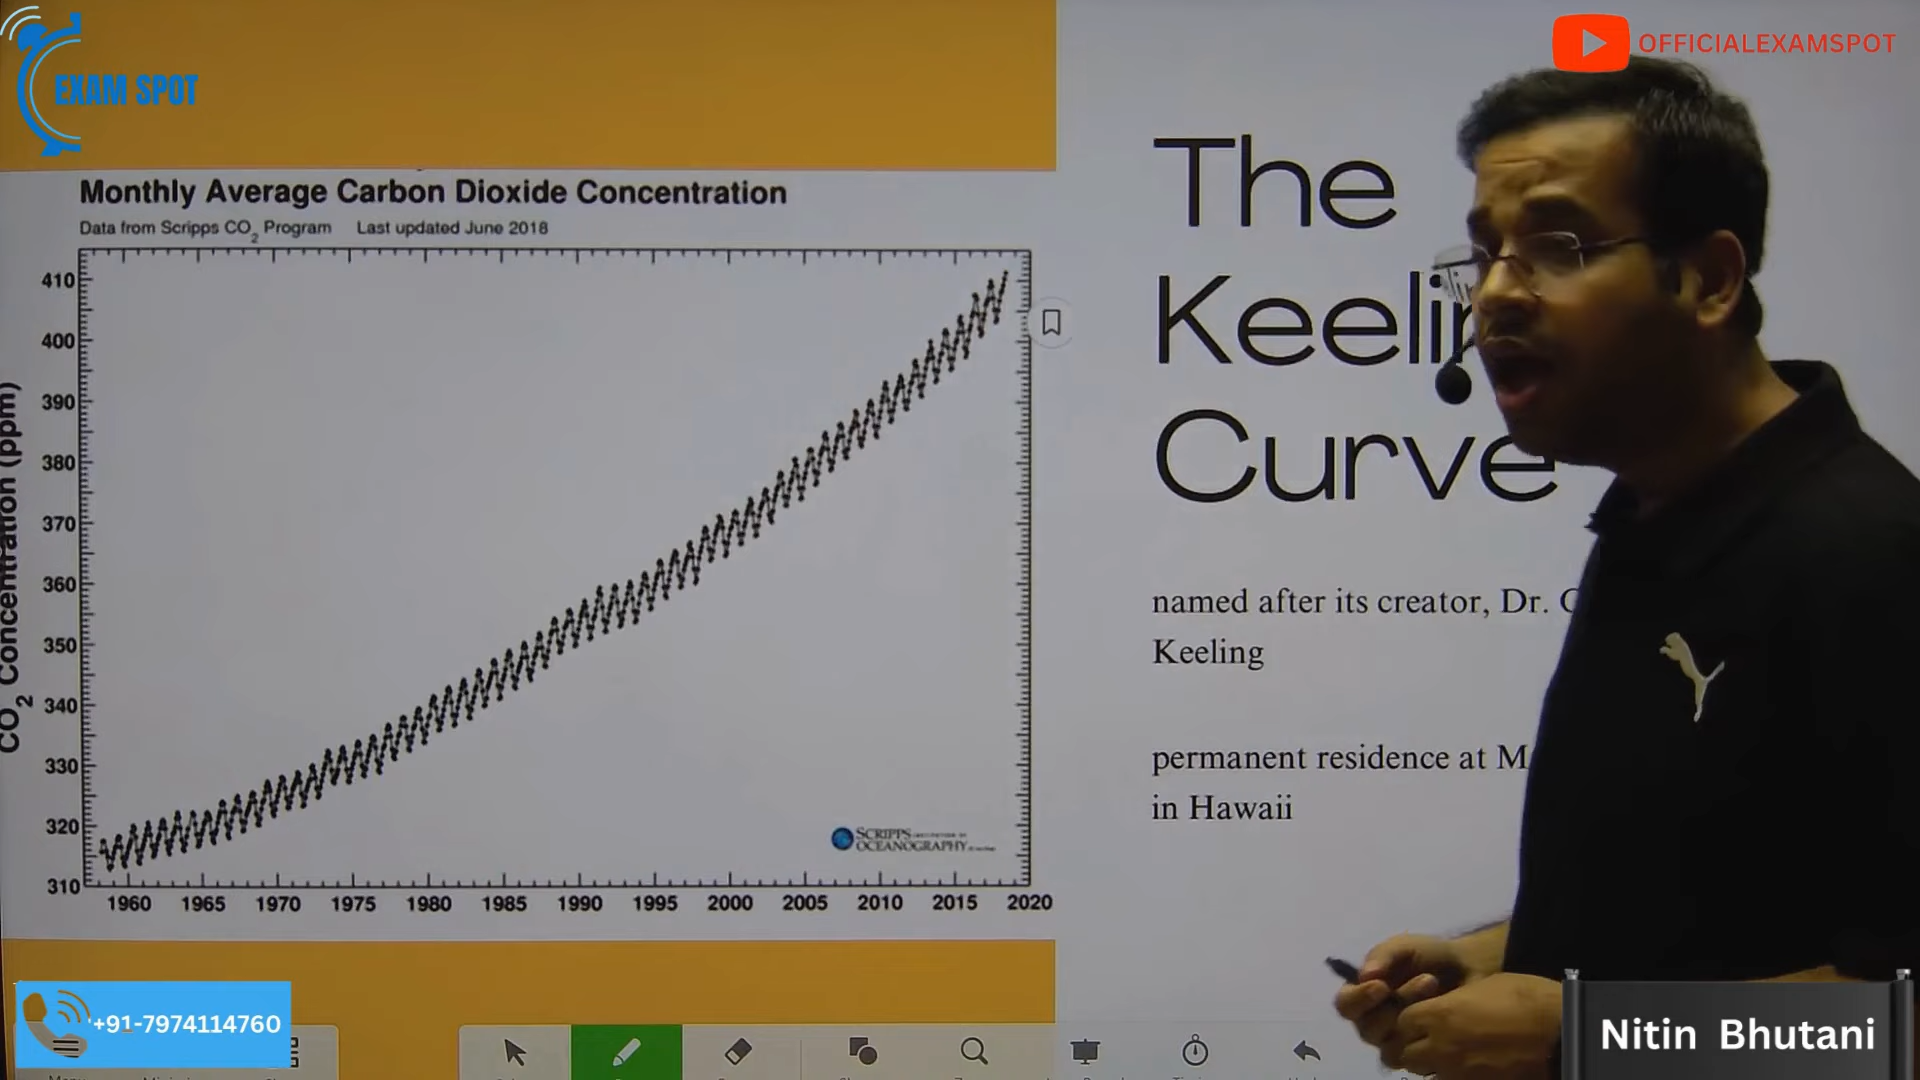 EXAM SPOT
OFFICIALEXAMSPOT
Monthly Average Carbon Dioxide Concentration
Data from Scripps CO2 Program Last updated June 2018
CO2 Concentration (ppm)
410
400
390
380
370
360
350
340
330
320
310
1960 1965 1970 1975 1980 1985 1990 1995 2000 2005 2010 2015 2020
SCRIPPS
OCEANOGRAPHY
The
Keelin
Curve
named after its creator, Dr. C
Keeling
permanent residence at M
in Hawaii
+91-7974114760
Nitin Bhutani